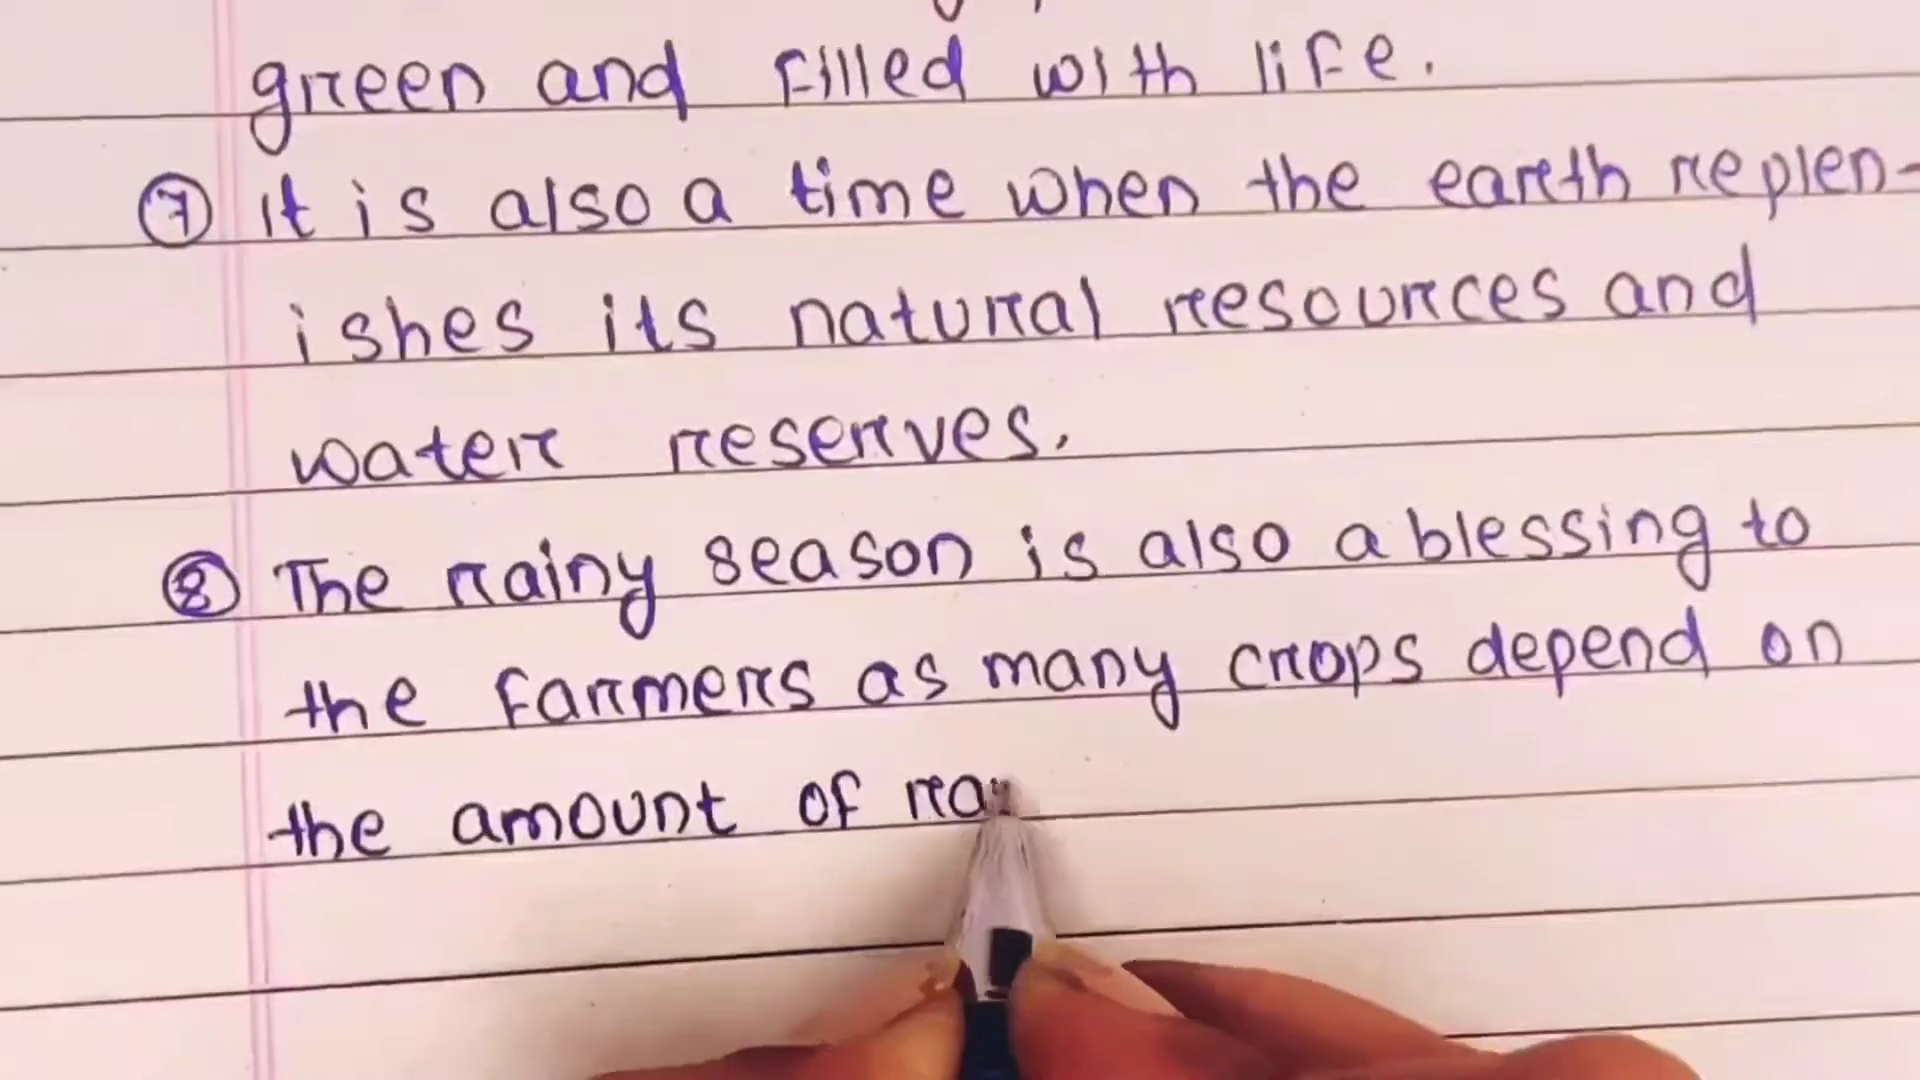 green and filled with life.
⑦ It is also a time when the earth replen-
ishes its natural resources and
water reserves.
⑧ The rainy season is also a blessing to
the farmers as many crops depend on
the amount of